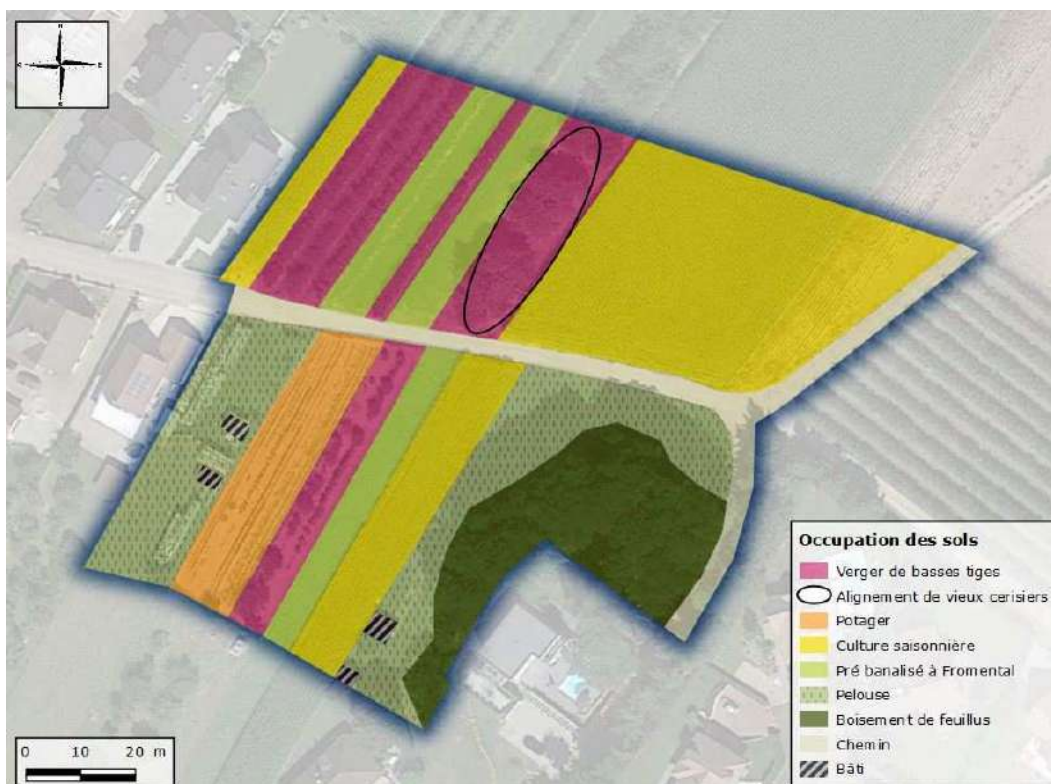 Occupation des sols
Verger de basses tiges
Alignement de vieux cerisiers
Potager
Culture saisonnière
Pré banalisé à Fromental
Pelouse
Boisement de feuillus
Chemin
Bâti
0 10 20 m